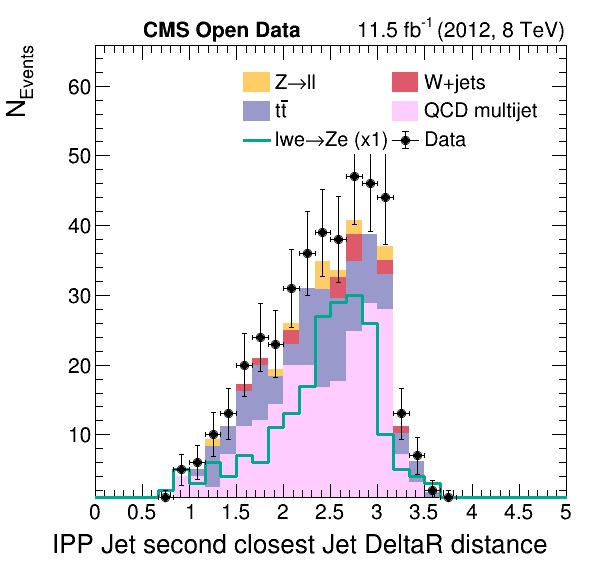 CMS Open Data
11.5 fb⁻¹ (2012, 8 TeV)
N_Events
Z→ll
W+jets
tt̄
QCD multijet
lwe→Ze (x1)
Data
60
50
40
30
20
10
0 0.5 1 1.5 2 2.5 3 3.5 4 4.5 5
IPP Jet second closest Jet DeltaR distance